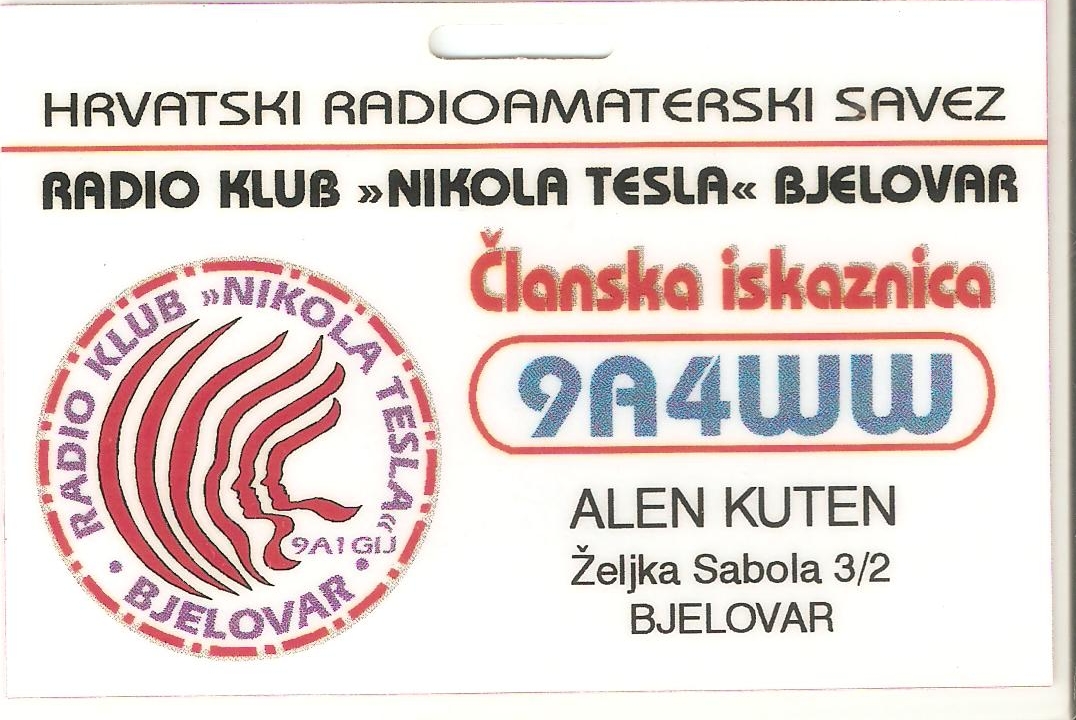 HRVATSKI RADIOAMATERSKI SAVEZ
RADIO KLUB »NIKOLA TESLA« BJELOVAR
Članska iskaznica
9A4WW
RADIO KLUB »NIKOLA TESLA«
9A1GIJ
• BJELOVAR •
ALEN KUTEN
Željka Sabola 3/2
BJELOVAR